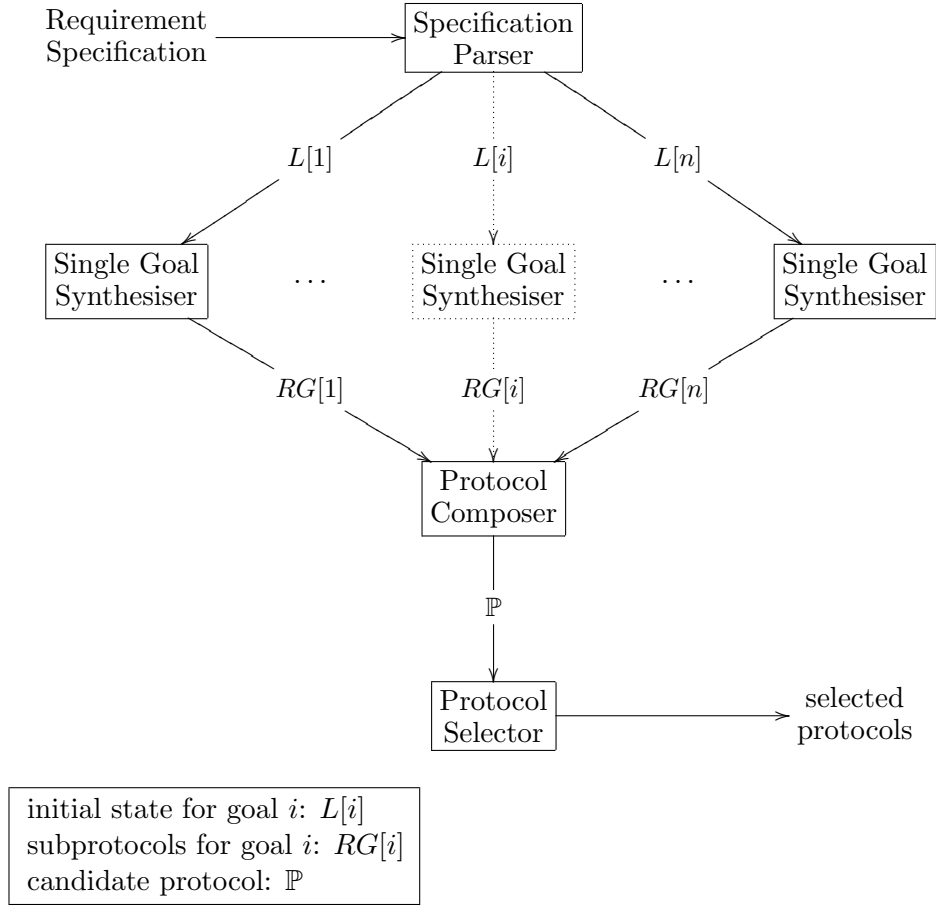 Requirement
Specification
Specification
Parser
L[1]
L[i]
L[n]
Single Goal
Synthesiser
...
Single Goal
Synthesiser
...
Single Goal
Synthesiser
RG[1]
RG[i]
RG[n]
Protocol
Composer
ℙ
Protocol
Selector
selected
protocols
initial state for goal i: L[i]
subprotocols for goal i: RG[i]
candidate protocol: ℙ